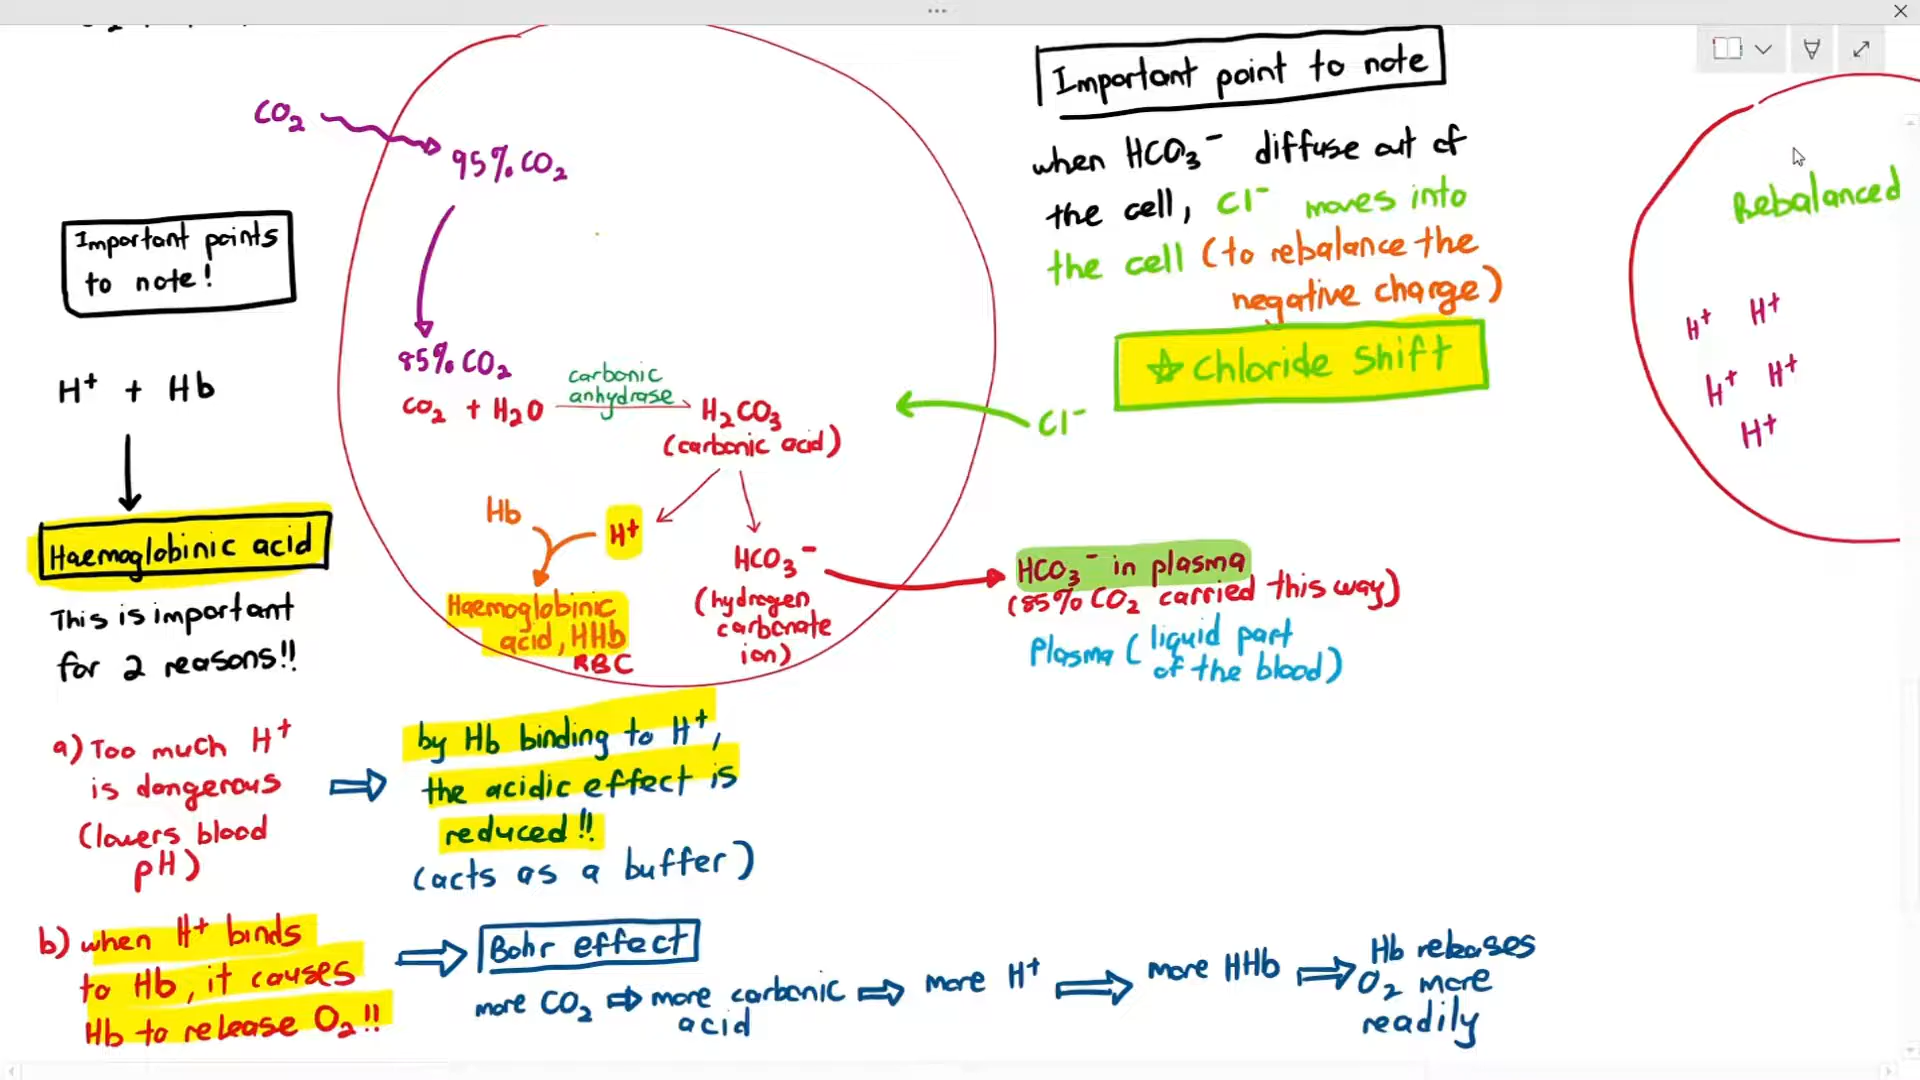 CO₂
95% CO₂
85% CO₂
CO₂ + H₂O
carbonic
anhydrase
H₂CO₃
(carbonic acid)
Hb
H⁺
HCO₃⁻
(hydrogen
carbonate
ion)
Haemoglobinic
acid, HHb
RBC
Cl⁻
HCO₃⁻ in plasma
(85% CO₂ carried this way)
Plasma (liquid part
of the blood)
Important points
to note!
H⁺ + Hb
Haemoglobinic acid
This is important
for 2 reasons!!
a) Too much H⁺
is dangerous
(lowers blood
pH)
by Hb binding to H⁺,
the acidic effect is
reduced!!
(acts as a buffer)
b) when H⁺ binds
to Hb, it causes
Hb to release O₂!!
Bohr effect
more CO₂ ⇒ more carbonic
acid
⇒ more H⁺ ⇒ more HHb ⇒
Hb releases
O₂ more
readily
Important point to note
when HCO₃⁻ diffuse out of
the cell, Cl⁻ moves into
the cell (to rebalance the
negative charge)
☆ Chloride shift
Rebalanced
H⁺ H⁺
H⁺ H⁺
H⁺